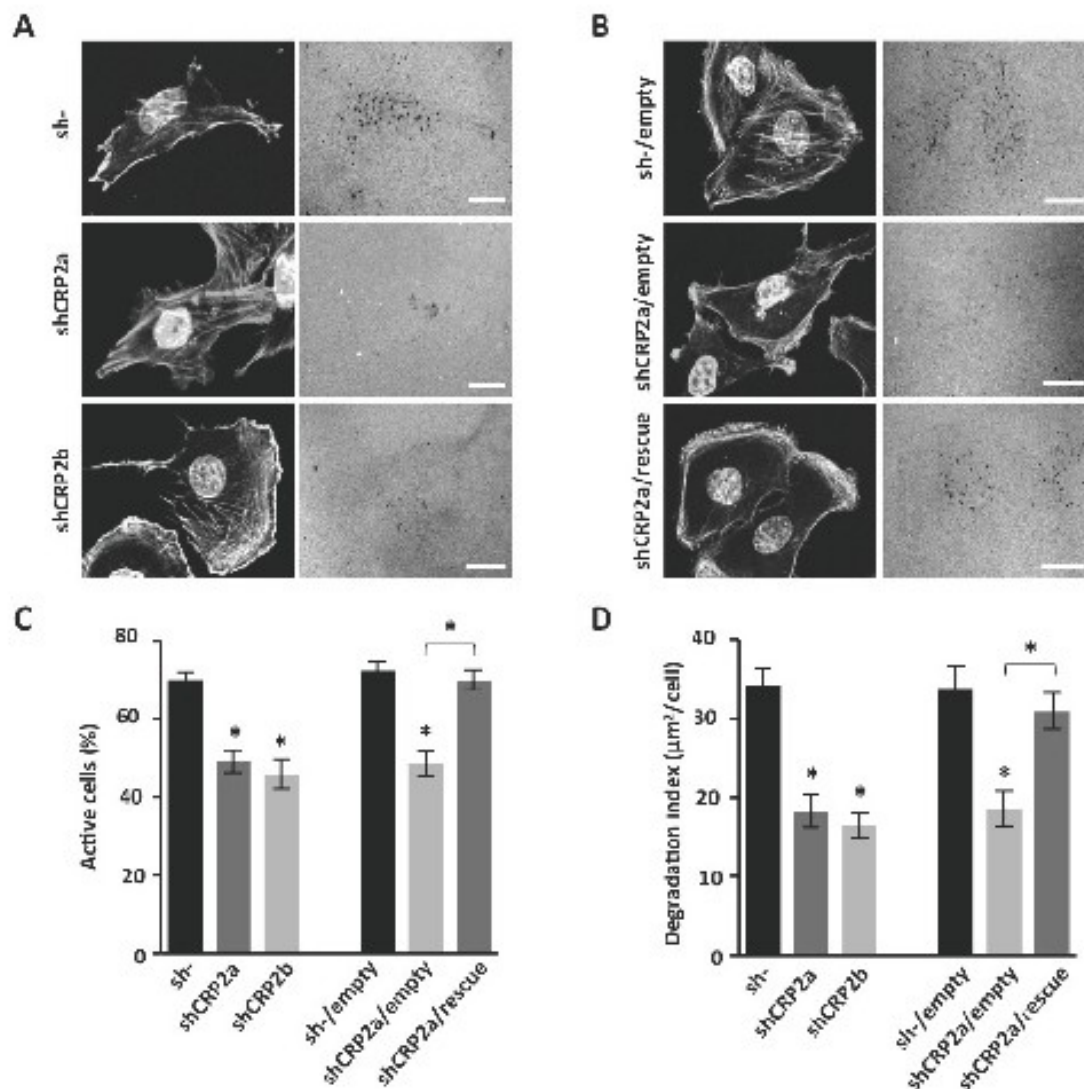 A
B
sh-
shCRP2a
shCRP2b
sh-/empty
shCRP2a/empty
shCRP2a/rescue
C
Active cells (%)
80
60
40
20
0
*
*
*
*
sh-
shCRP2a
shCRP2b
sh-/empty
shCRP2a/empty
shCRP2a/rescue
D
Degradation index (µm²/cell)
40
30
20
10
0
*
*
*
*
sh-
shCRP2a
shCRP2b
sh-/empty
shCRP2a/empty
shCRP2a/rescue